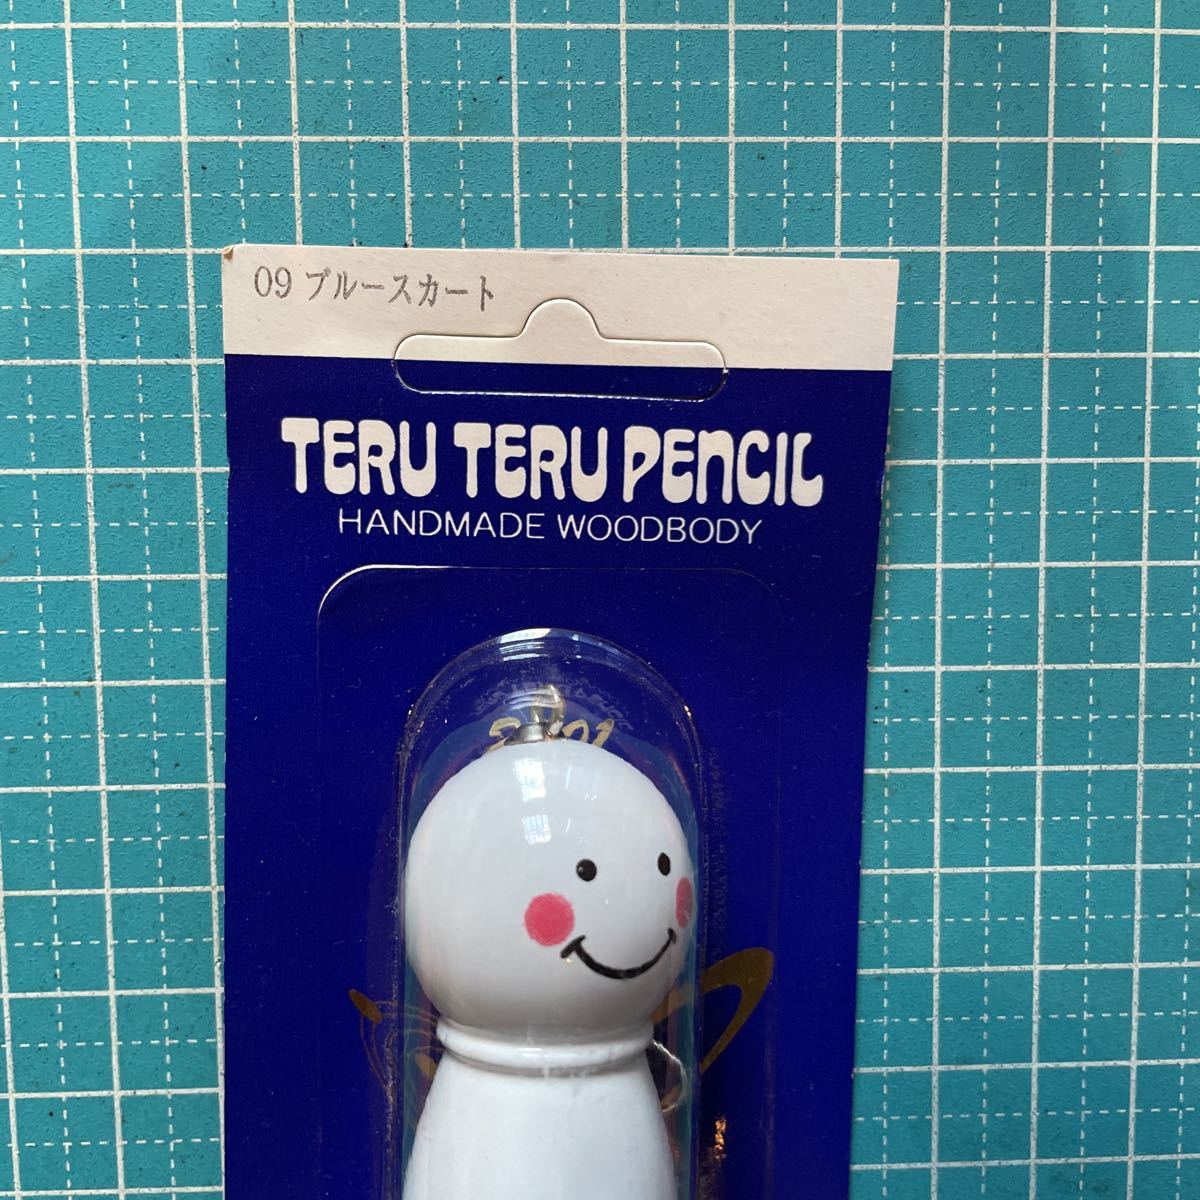 09 ブルースカート
TERU TERU PENCIL
HANDMADE WOODBODY